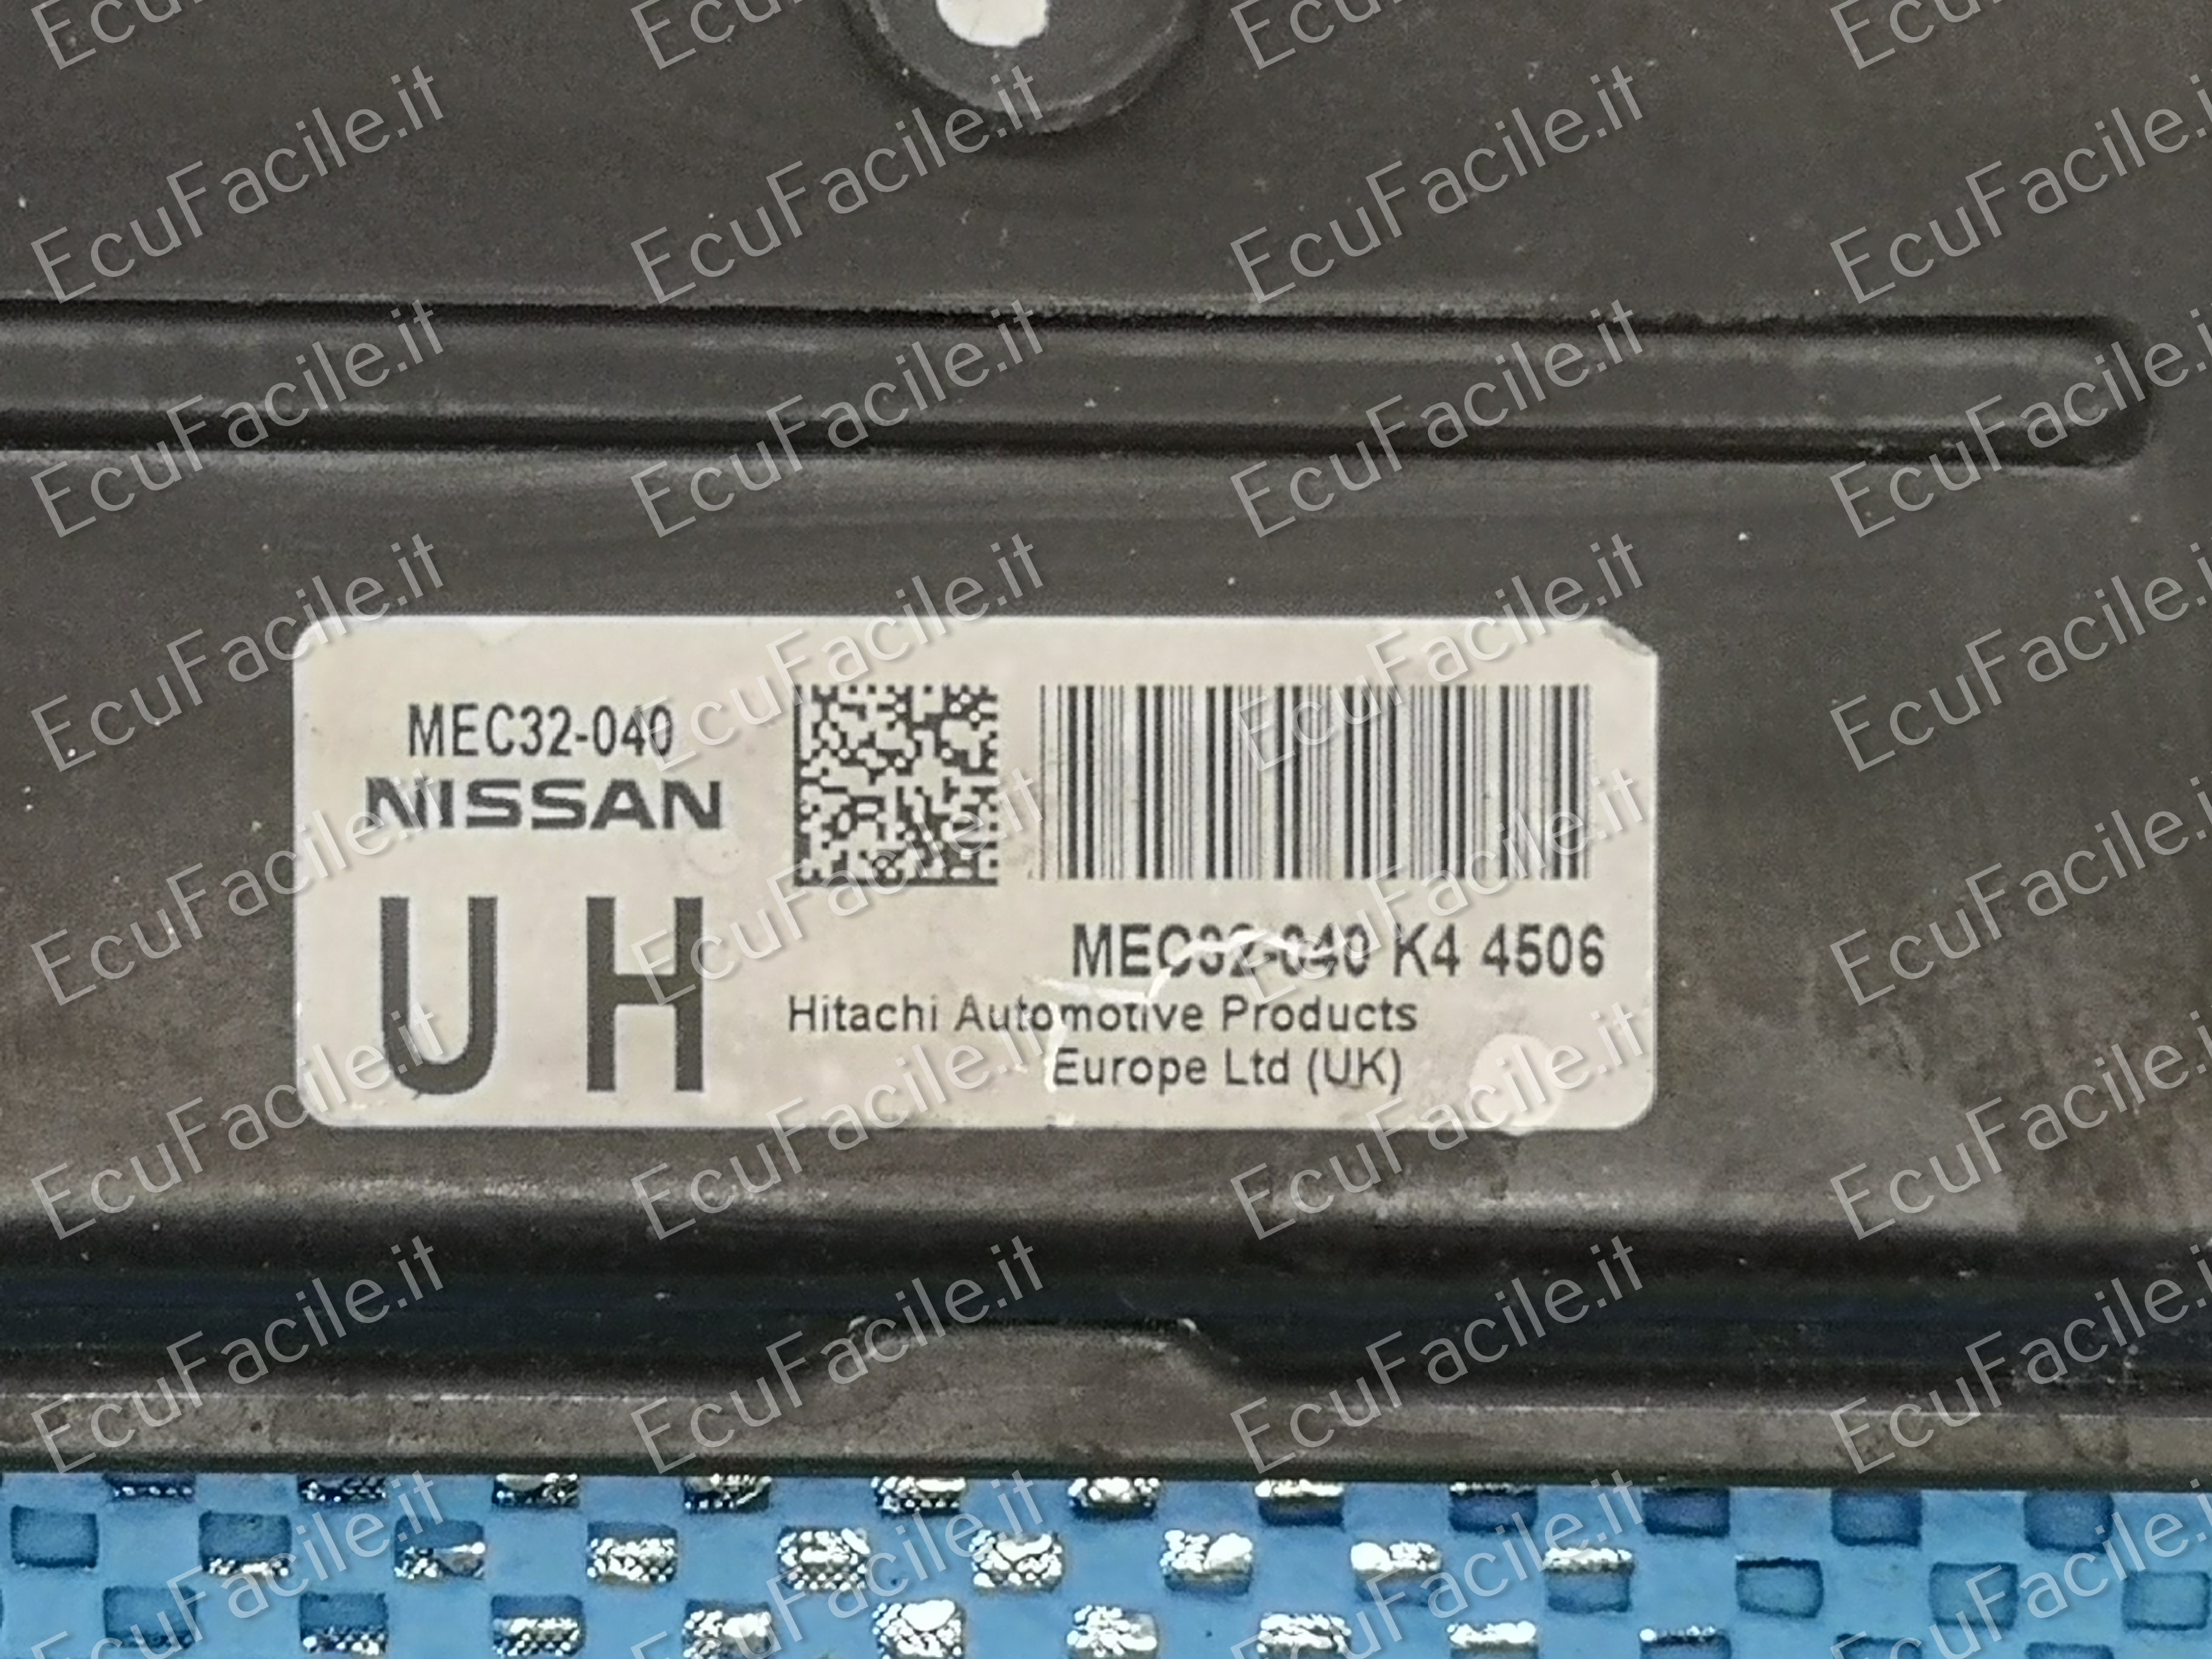 MEC32-040
NISSAN
U H
MEC32-040 K4 4506
Hitachi Automotive Products
Europe Ltd (UK)
EcuFacile.it